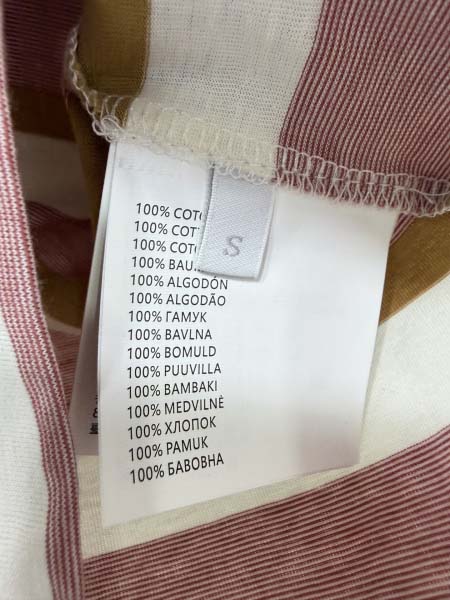 100%
100%
100%
100%
100% ALGODÓN
100% ALGODÃO
100% ГАМУК
100% BAVLNA
100% BOMULD
100% PUUVILLA
100% BAMBAKI
100% MEDVILNĖ
100% ХЛОПОК
100% PAMUK
100% БАВОВНА
S